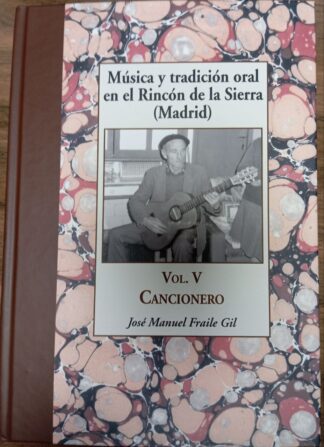 Música y tradición oral
en el Rincón de la Sierra
(Madrid)
Vol. V
Cancionero
José Manuel Fraile Gil